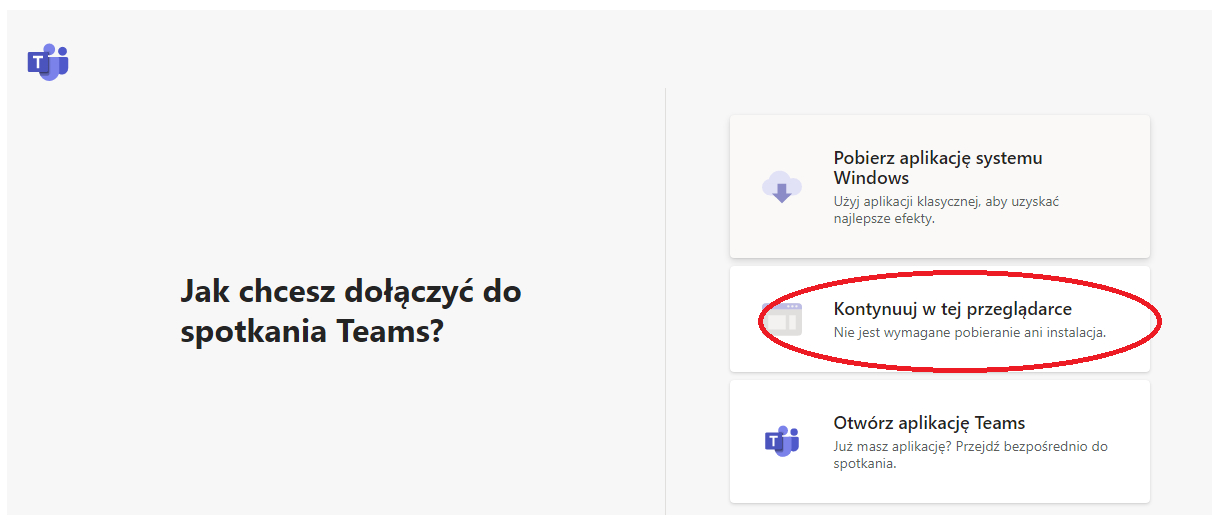 T
Jak chcesz dołączyć do
spotkania Teams?
Pobierz aplikację systemu
Windows
Użyj aplikacji klasycznej, aby uzyskać
najlepsze efekty.
Kontynuuj w tej przeglądarce
Nie jest wymagane pobieranie ani instalacja.
T
Otwórz aplikację Teams
Już masz aplikację? Przejdź bezpośrednio do
spotkania.